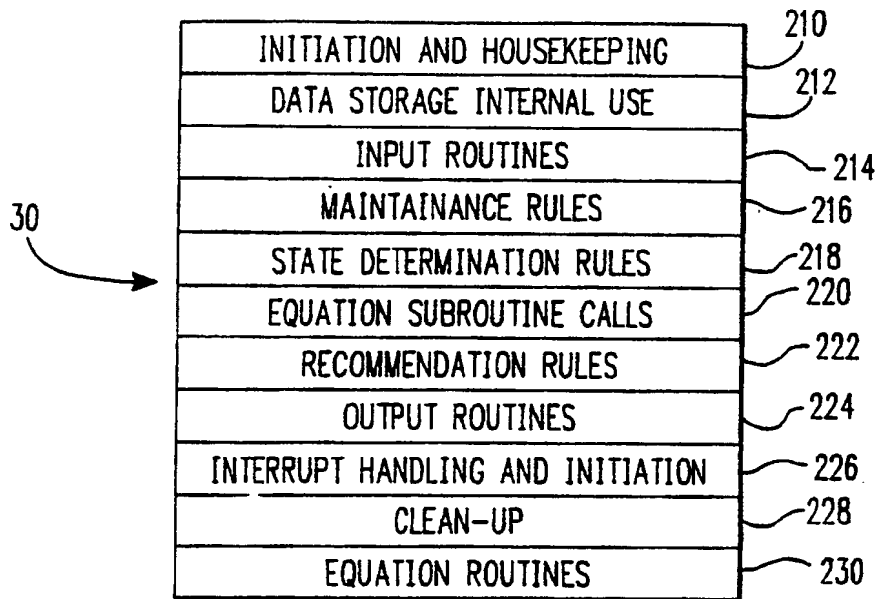 INITIATION AND HOUSEKEEPING 210
DATA STORAGE INTERNAL USE 212
INPUT ROUTINES 214
MAINTAINANCE RULES 216
30
STATE DETERMINATION RULES 218
EQUATION SUBROUTINE CALLS 220
RECOMMENDATION RULES 222
OUTPUT ROUTINES 224
INTERRUPT HANDLING AND INITIATION 226
CLEAN-UP 228
EQUATION ROUTINES 230